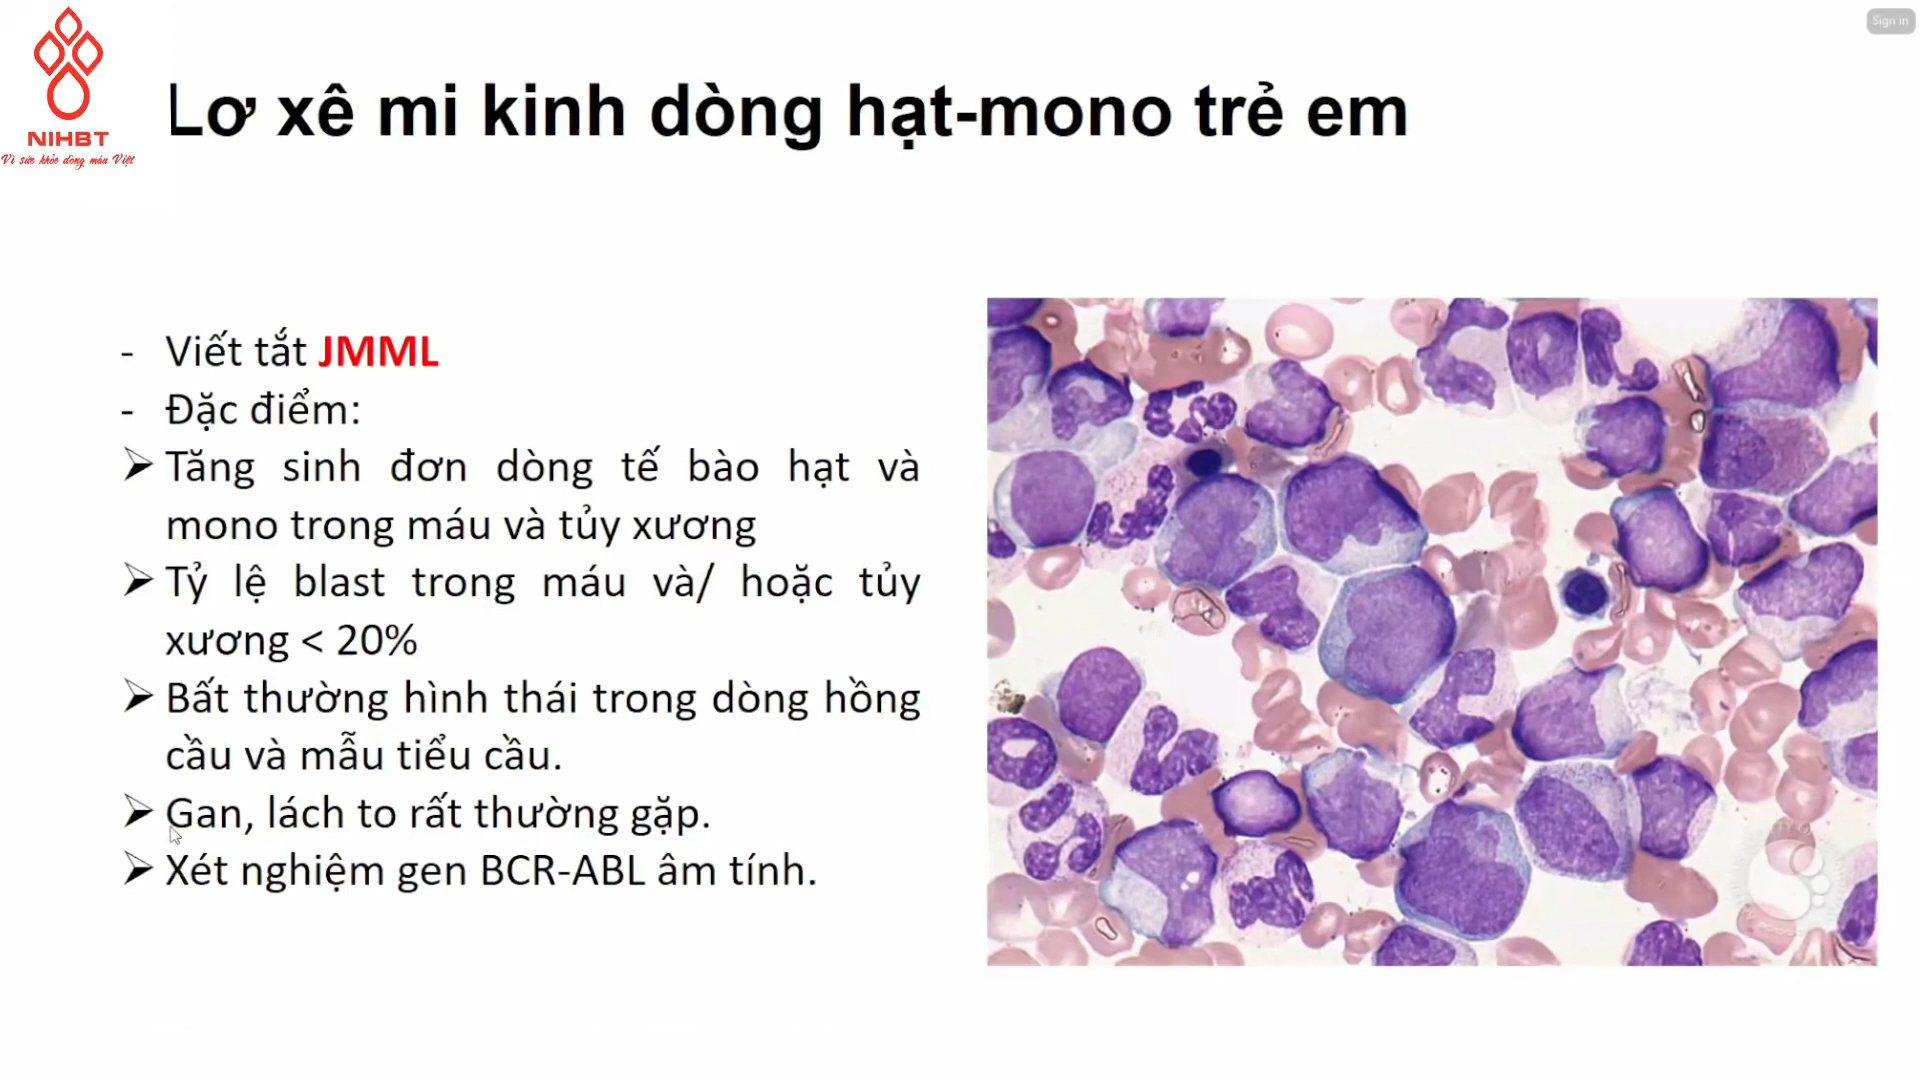 Sign in
NIHBT
Vì sức khỏe dòng máu Việt
Lơ xê mi kinh dòng hạt-mono trẻ em
- Viết tắt JMML
- Đặc điểm:
➢ Tăng sinh đơn dòng tế bào hạt và
mono trong máu và tủy xương
➢ Tỷ lệ blast trong máu và/ hoặc tủy
xương < 20%
➢ Bất thường hình thái trong dòng hồng
cầu và mẫu tiểu cầu.
➢ Gan, lách to rất thường gặp.
➢ Xét nghiệm gen BCR-ABL âm tính.